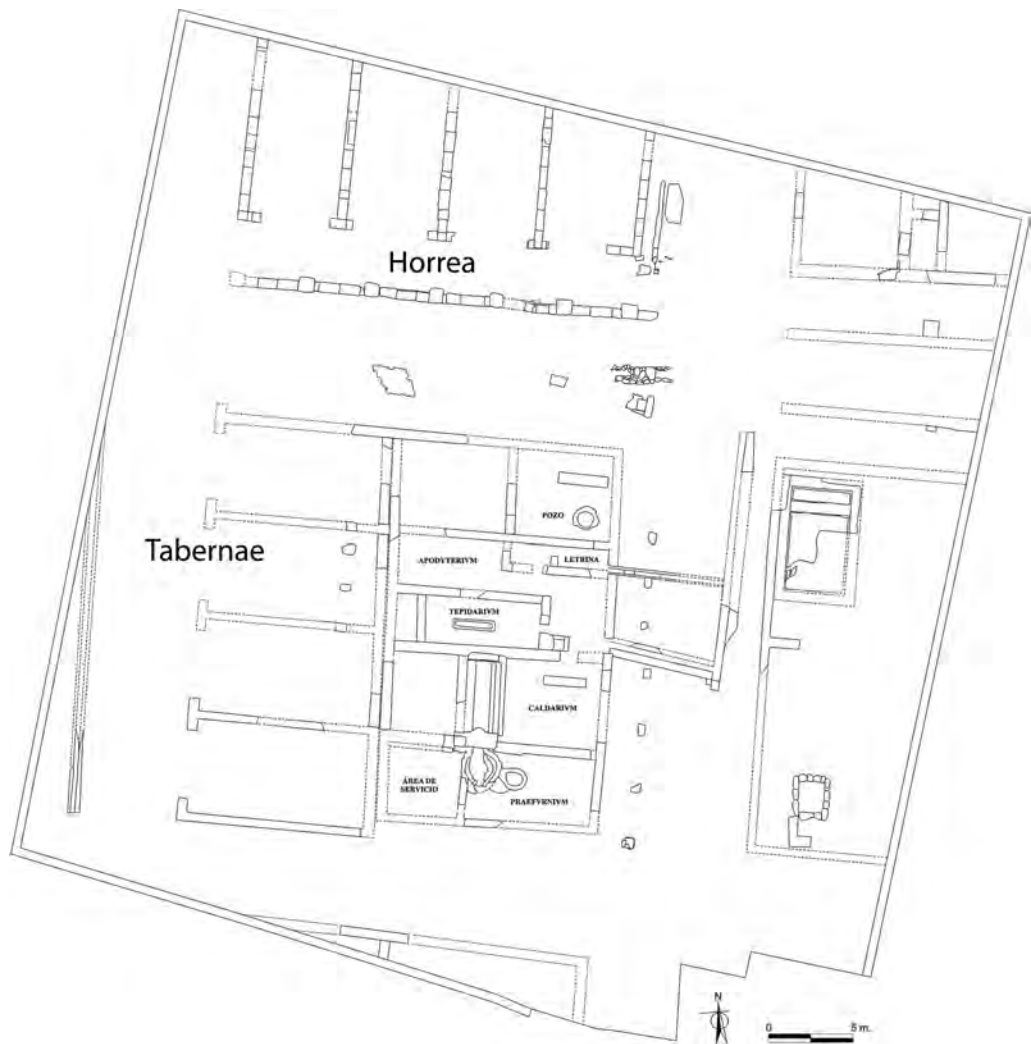 Horrea
POZO
Tabernae
APODYTERIVM
LETRINA
TEPIDARIVM
CALDARIVM
ÁREA DE
SERVICIO
PRAEFVRNIVM
N
0 5 m.